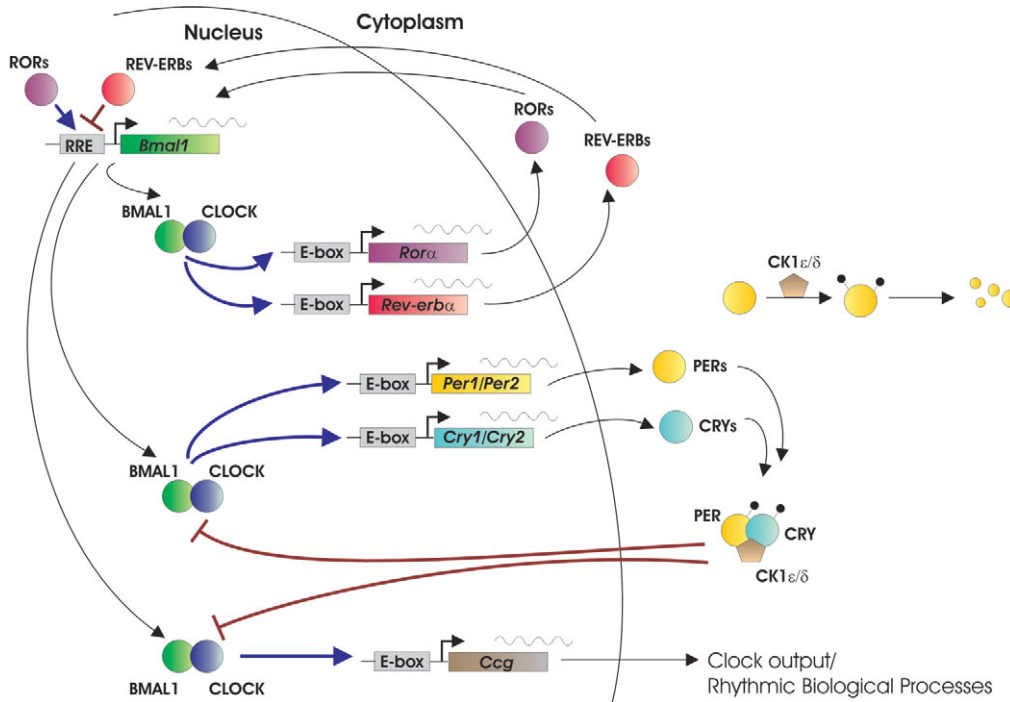 Cytoplasm
Nucleus
RORs
REV-ERBs
RRE
Bmal1
RORs
REV-ERBs
BMAL1
CLOCK
E-box
Rorα
E-box
Rev-erbα
CK1ε/δ
E-box
Per1/Per2
PERs
E-box
Cry1/Cry2
CRYs
BMAL1
CLOCK
PER
CRY
CK1ε/δ
E-box
Ccg
Clock output/
Rhythmic Biological Processes
BMAL1
CLOCK